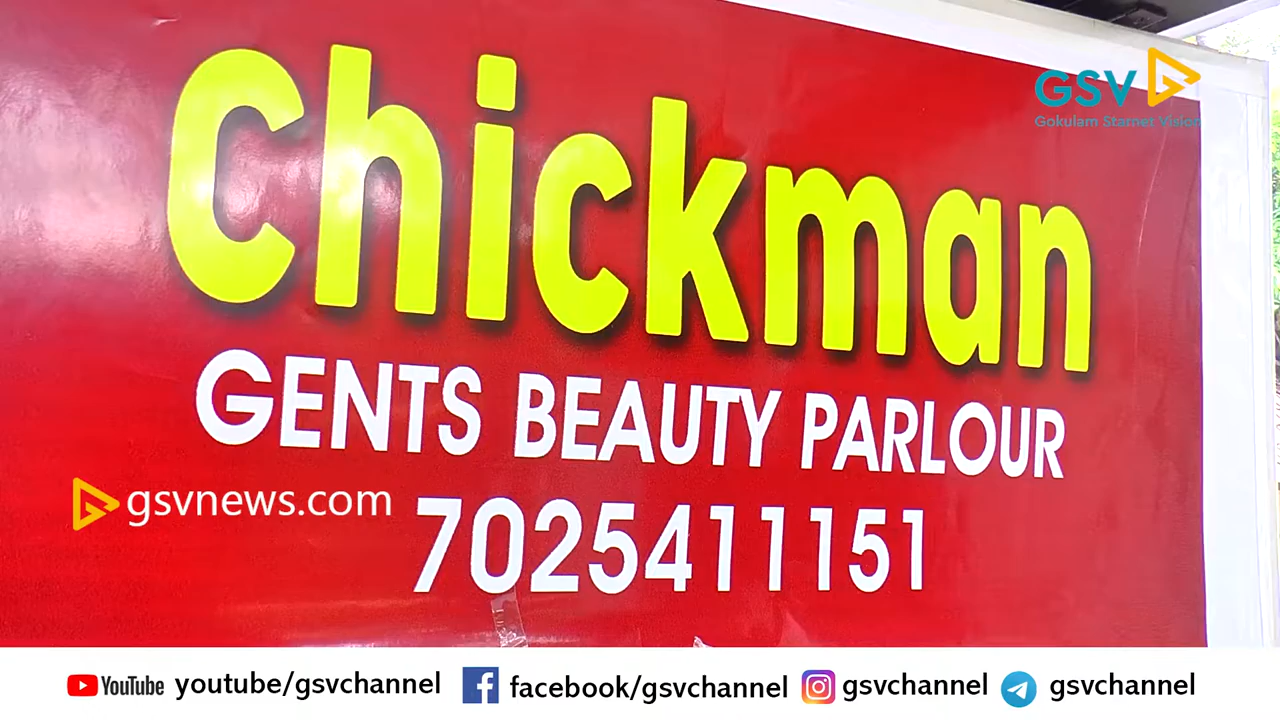 GSV
Gokulam Starnet Vision
Chickman
GENTS BEAUTY PARLOUR
gsvnews.com
7025411151
YouTube youtube/gsvchannel facebook/gsvchannel gsvchannel gsvchannel